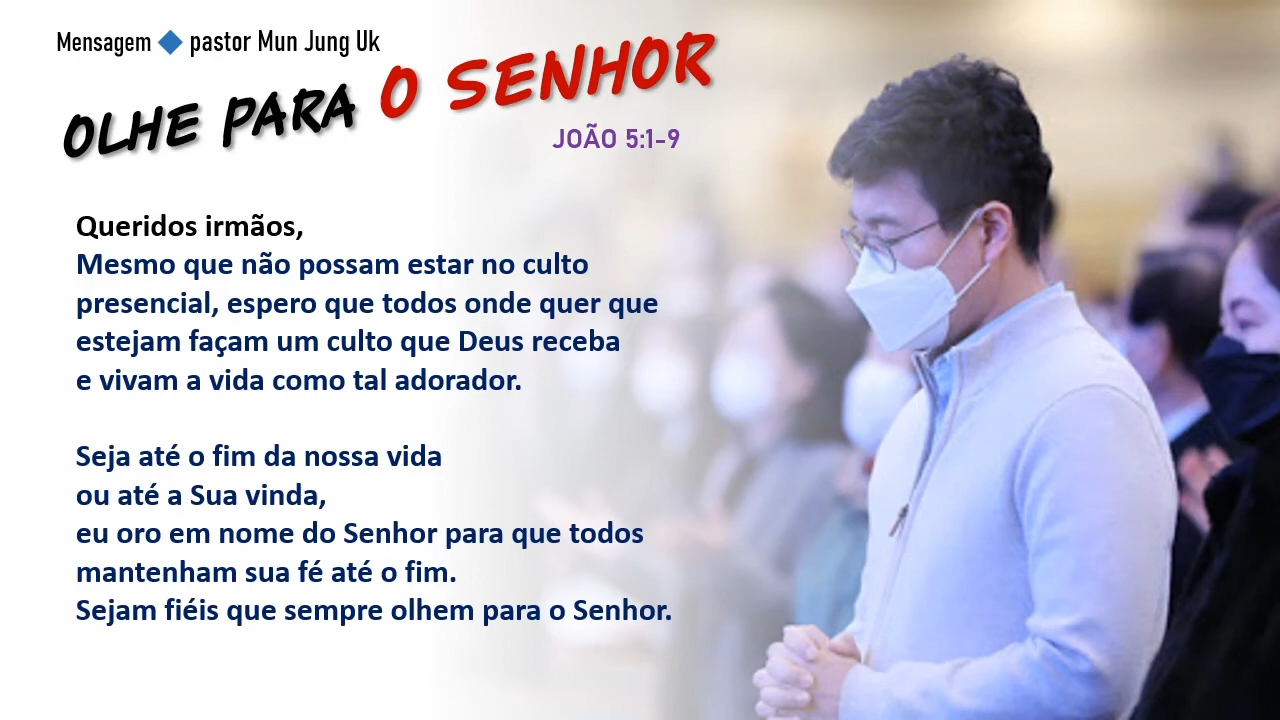 Mensagem 🔷 pastor Mun Jung Uk
OLHE PARA O SENHOR
JOÃO 5:1-9
Queridos irmãos,
Mesmo que não possam estar no culto
presencial, espero que todos onde quer que
estejam façam um culto que Deus receba
e vivam a vida como tal adorador.
Seja até o fim da nossa vida
ou até a Sua vinda,
eu oro em nome do Senhor para que todos
mantenham sua fé até o fim.
Sejam fiéis que sempre olhem para o Senhor.